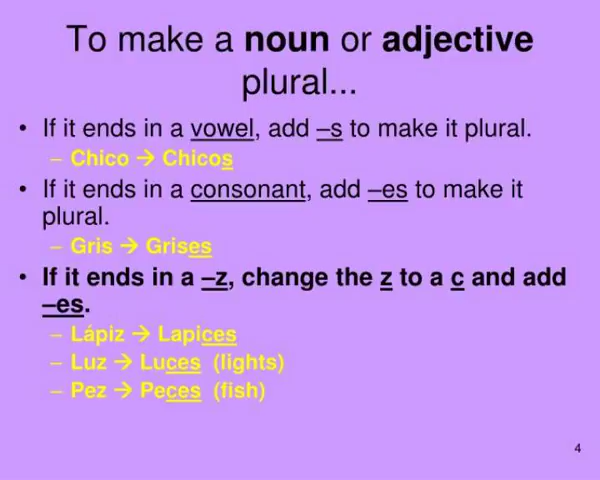 To make a noun or adjective
plural...
• If it ends in a vowel, add –s to make it plural.
– Chico → Chicos
• If it ends in a consonant, add –es to make it
plural.
– Gris → Grises
• If it ends in a –z, change the z to a c and add
–es.
– Lápiz → Lapices
– Luz → Luces (lights)
– Pez → Peces (fish)
4